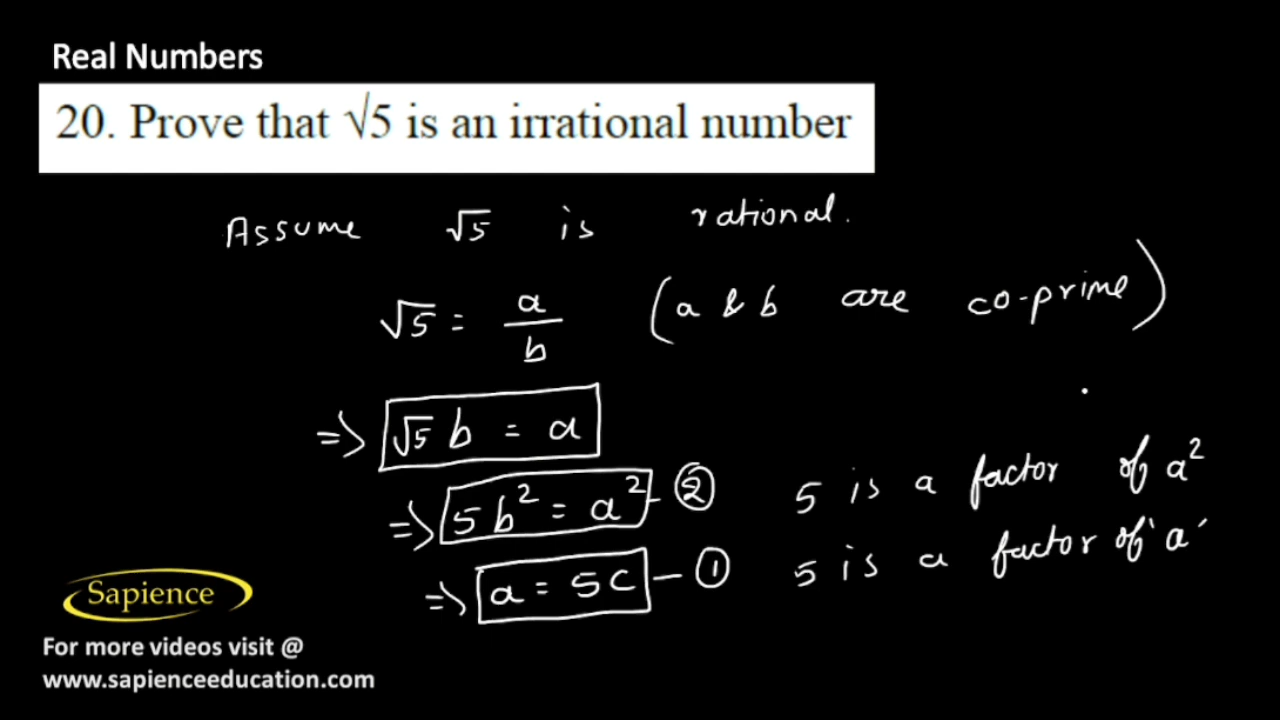 Real Numbers
20. Prove that √5 is an irrational number
Assume √5 is rational.
√5 = a/b (a & b are co-prime)
=> √5 b = a
=> 5b² = a² - ② 5 is a factor of a²
=> a = 5c - ① 5 is a factor of 'a'
Sapience
For more videos visit @
www.sapienceeducation.com